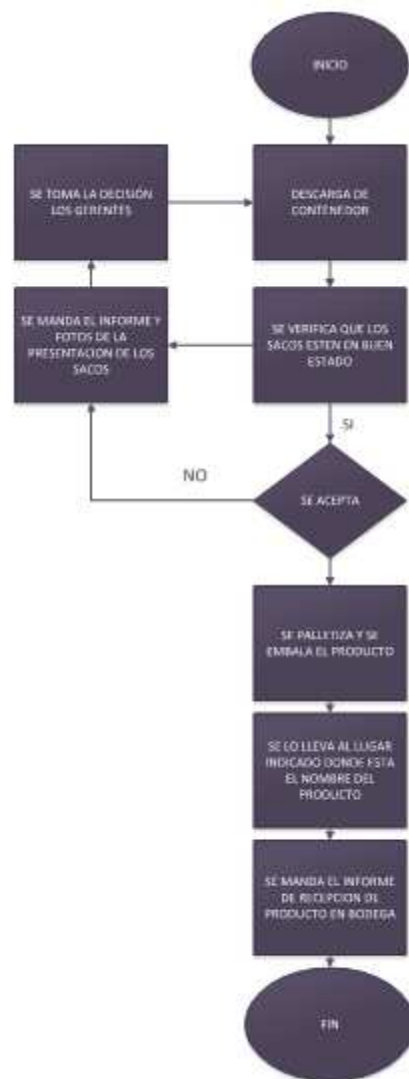 INICIO
SE TOMA LA DECISIÓN
LOS GERENTES
DESCARGA DE
CONTENEDOR
SE MANDA EL INFORME Y
FOTOS DE LA
PRESENTACION DE LOS
SACOS
SE VERIFICA QUE LOS
SACOS ESTEN EN BUEN
ESTADO
SI
NO
SE ACEPTA
SE PALLETIZA Y SE
EMBALA EL PRODUCTO
SE LO LLEVA AL LUGAR
INDICADO DONDE ESTA
EL NOMBRE DEL
PRODUCTO
SE MANDA EL INFORME
DE RECEPCION DE
PRODUCTO EN BODEGA
FIN